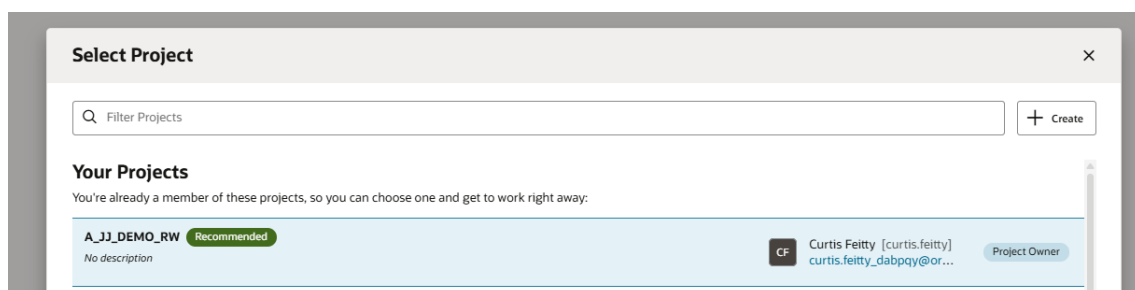 Select Project
Filter Projects
Create
Your Projects
You're already a member of these projects, so you can choose one and get to work right away:
A_JJ_DEMO_RW Recommended
No description
CF
Curtis Feitty [curtis.feitty]
curtis.feitty_dabpqy@or...
Project Owner